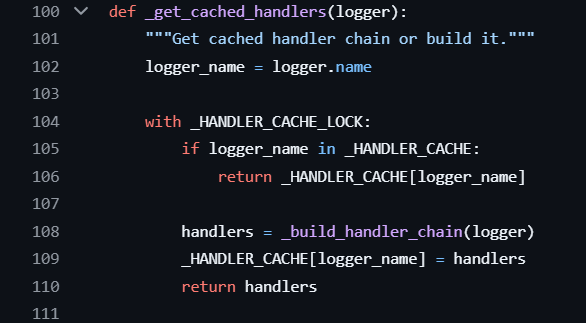 100 def _get_cached_handlers(logger):
101 """Get cached handler chain or build it."""
102 logger_name = logger.name
103
104 with _HANDLER_CACHE_LOCK:
105 if logger_name in _HANDLER_CACHE:
106 return _HANDLER_CACHE[logger_name]
107
108 handlers = _build_handler_chain(logger)
109 _HANDLER_CACHE[logger_name] = handlers
110 return handlers
111